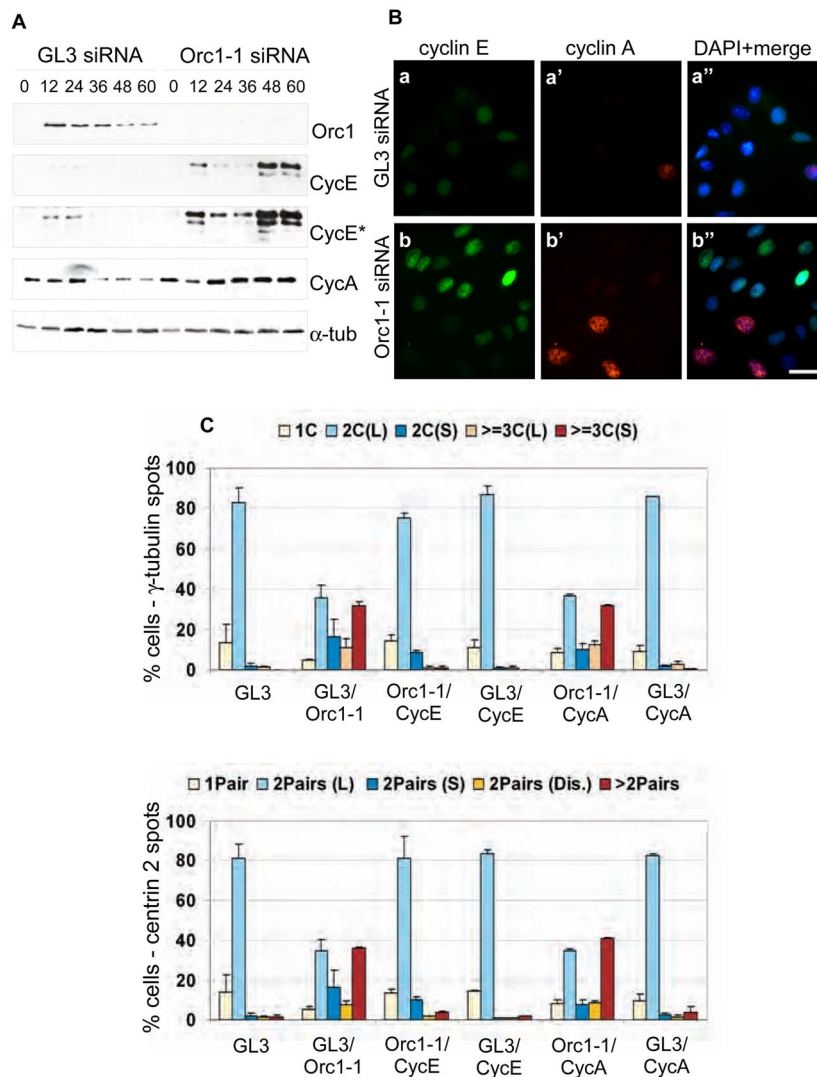 A
GL3 siRNA Orc1-1 siRNA
0 12 24 36 48 60 0 12 24 36 48 60
Orc1
CycE
CycE*
CycA
α-tub
B
cyclin E cyclin A DAPI+merge
GL3 siRNA
a a' a"
Orc1-1 siRNA
b b' b"
C
1C 2C(L) 2C(S) >=3C(L) >=3C(S)
% cells - γ-tubulin spots
100
80
60
40
20
0
GL3 GL3/ Orc1-1/ GL3/ Orc1-1/ GL3/
Orc1-1 CycE CycE CycA CycA
1Pair 2Pairs (L) 2Pairs (S) 2Pairs (Dis.) >2Pairs
% cells - centrin 2 spots
100
80
60
40
20
0
GL3 GL3/ Orc1-1/ GL3/ Orc1-1/ GL3/
Orc1-1 CycE CycE CycA CycA